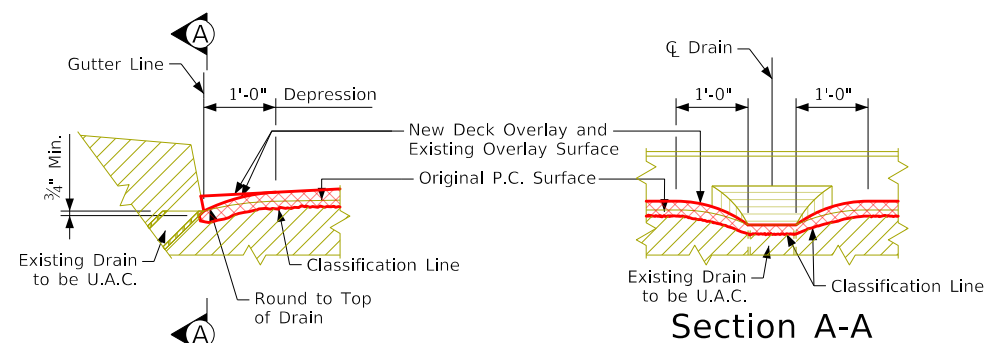 A
Gutter Line
1'-0"
Depression
¾" Min.
New Deck Overlay and
Existing Overlay Surface
Original P.C. Surface
Existing Drain
to be U.A.C.
Classification Line
Round to Top
of Drain
A
℄ Drain
1'-0"
1'-0"
Existing Drain
to be U.A.C.
Classification Line
Section A-A